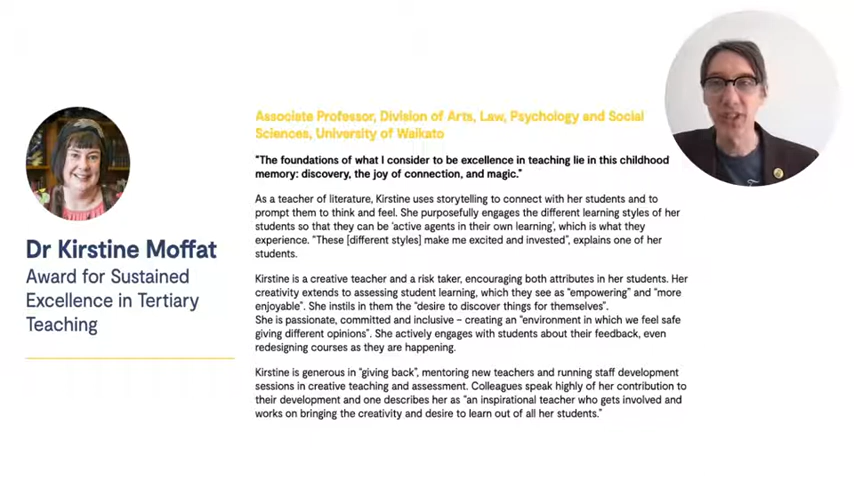 Associate Professor, Division of Arts, Law, Psychology and Social
Sciences, University of Waikato
"The foundations of what I consider to be excellence in teaching lie in this childhood
memory: discovery, the joy of connection, and magic."
As a teacher of literature, Kirstine uses storytelling to connect with her students and to
prompt them to think and feel. She purposefully engages the different learning styles of her
students so that they can be 'active agents in their own learning', which is what they
experience. "These [different styles] make me excited and invested", explains one of her
students.
Dr Kirstine Moffat
Award for Sustained
Excellence in Tertiary
Teaching
Kirstine is a creative teacher and a risk taker, encouraging both attributes in her students. Her
creativity extends to assessing student learning, which they see as "empowering" and "more
enjoyable". She instils in them the "desire to discover things for themselves".
She is passionate, committed and inclusive – creating an "environment in which we feel safe
giving different opinions". She actively engages with students about their feedback, even
redesigning courses as they are happening.
Kirstine is generous in "giving back", mentoring new teachers and running staff development
sessions in creative teaching and assessment. Colleagues speak highly of her contribution to
their development and one describes her as "an inspirational teacher who gets involved and
works on bringing the creativity and desire to learn out of all her students."